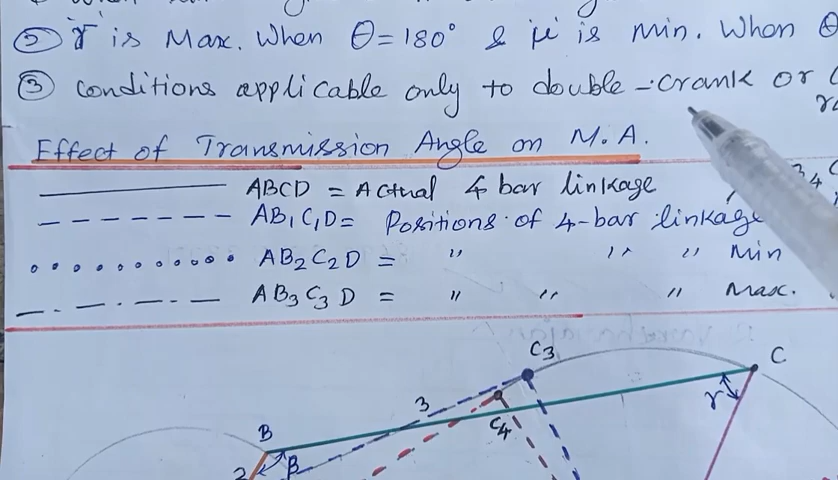 ② r is Max. When θ=180° & μ is Min. When θ
③ conditions applicable only to double-crank or
Effect of Transmission Angle on M.A.
ABCD = Actual 4 bar linkage
AB₁C₁D = Positions of 4-bar linkage
AB₂C₂D = " " " Min
AB₃C₃D = " " " Max.
C₃
C
3
r
C₄
B
2
β